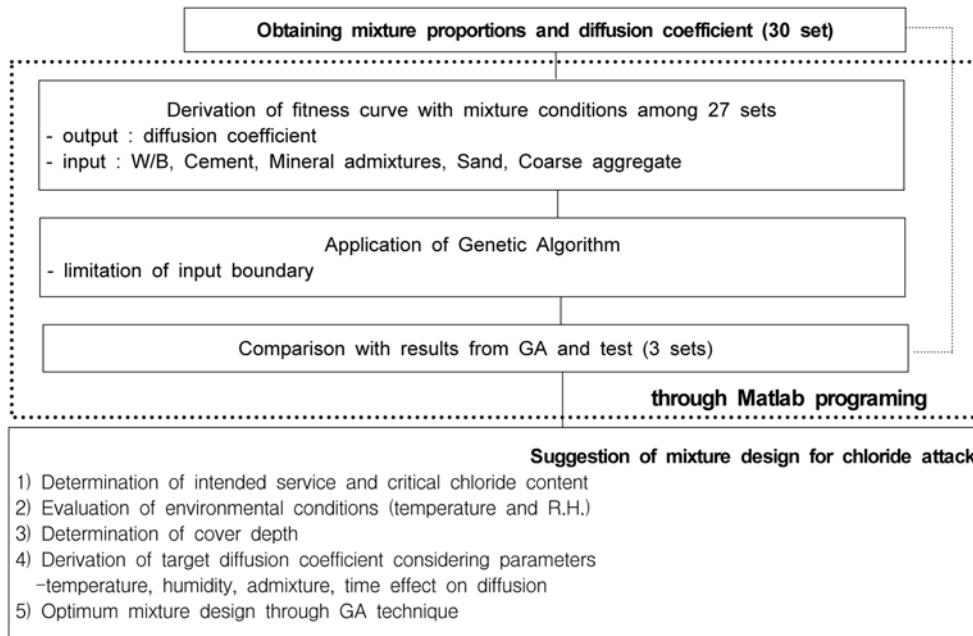 Obtaining mixture proportions and diffusion coefficient (30 set)
Derivation of fitness curve with mixture conditions among 27 sets
- output : diffusion coefficient
- input : W/B, Cement, Mineral admixtures, Sand, Coarse aggregate
Application of Genetic Algorithm
- limitation of input boundary
Comparison with results from GA and test (3 sets)
through Matlab programing
Suggestion of mixture design for chloride attack
1) Determination of intended service and critical chloride content
2) Evaluation of environmental conditions (temperature and R.H.)
3) Determination of cover depth
4) Derivation of target diffusion coefficient considering parameters
-temperature, humidity, admixture, time effect on diffusion
5) Optimum mixture design through GA technique